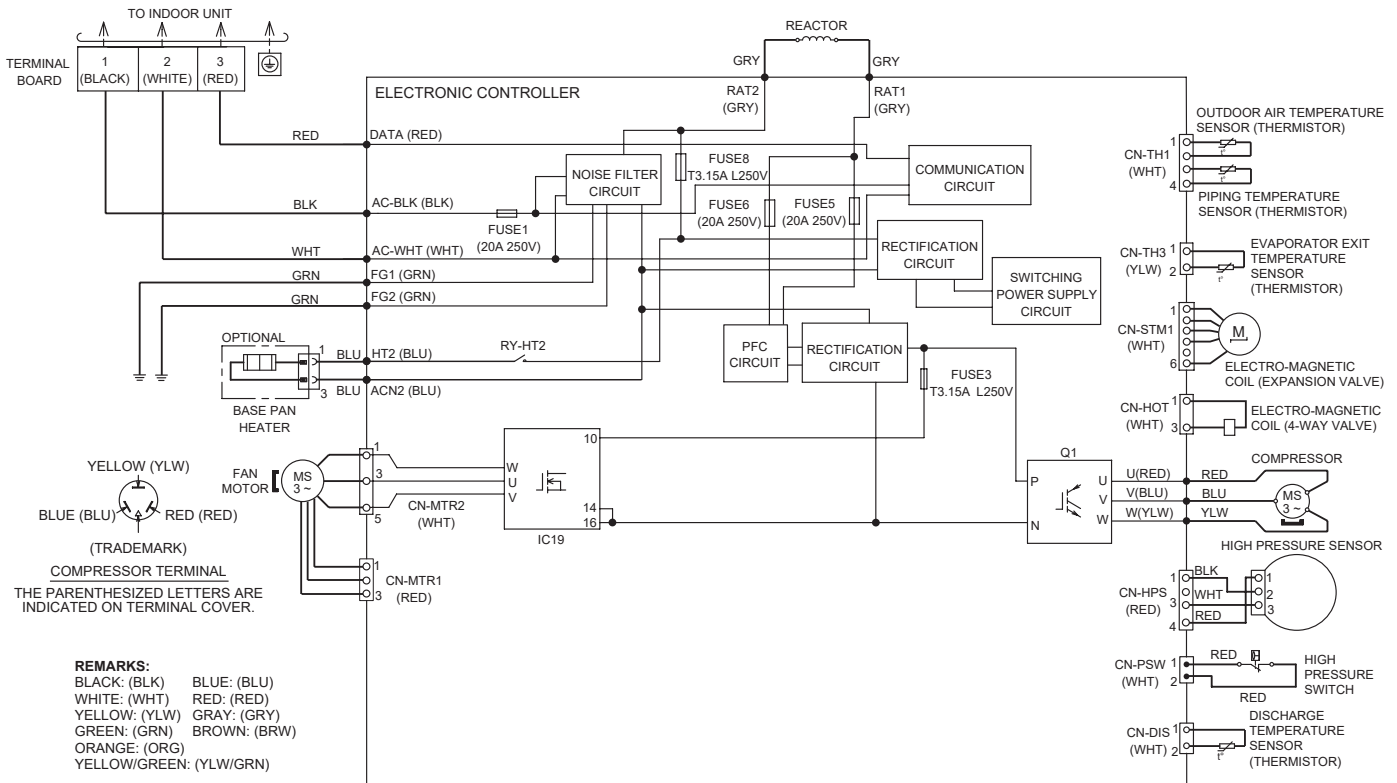 TO INDOOR UNIT
TERMINAL
BOARD
1
(BLACK)
2
(WHITE)
3
(RED)
REACTOR
GRY
GRY
RAT2
(GRY)
RAT1
(GRY)
ELECTRONIC CONTROLLER
RED
DATA (RED)
NOISE FILTER
CIRCUIT
FUSE8
T3.15A L250V
COMMUNICATION
CIRCUIT
BLK
AC-BLK (BLK)
FUSE1
(20A 250V)
FUSE6
(20A 250V)
FUSE5
(20A 250V)
WHT
AC-WHT (WHT)
RECTIFICATION
CIRCUIT
SWITCHING
POWER SUPPLY
CIRCUIT
GRN
FG1 (GRN)
GRN
FG2 (GRN)
OPTIONAL
1
BLU
HT2 (BLU)
RY-HT2
3
BLU
ACN2 (BLU)
BASE PAN
HEATER
PFC
CIRCUIT
RECTIFICATION
CIRCUIT
FUSE3
T3.15A L250V
FAN
MOTOR
MS
3 ~
1
3
5
CN-MTR2
(WHT)
W
U
V
10
14
16
IC19
1
3
CN-MTR1
(RED)
Q1
P
N
U
V
W
U(RED)
V(BLU)
W(YLW)
RED
BLU
YLW
COMPRESSOR
MS
3 ~
OUTDOOR AIR TEMPERATURE
SENSOR (THERMISTOR)
CN-TH1
(WHT)
1
4
t°
t°
PIPING TEMPERATURE
SENSOR (THERMISTOR)
CN-TH3
(YLW)
1
2
t°
EVAPORATOR EXIT
TEMPERATURE
SENSOR
(THERMISTOR)
CN-STM1
(WHT)
1
6
M
ELECTRO-MAGNETIC
COIL (EXPANSION VALVE)
CN-HOT
(WHT)
1
3
ELECTRO-MAGNETIC
COIL (4-WAY VALVE)
HIGH PRESSURE SENSOR
CN-HPS
(RED)
1
3
4
BLK
WHT
RED
1
2
3
CN-PSW
(WHT)
1
2
RED
RED
HIGH
PRESSURE
SWITCH
CN-DIS
(WHT)
1
2
t°
DISCHARGE
TEMPERATURE
SENSOR
(THERMISTOR)
YELLOW (YLW)
BLUE (BLU)
RED (RED)
(TRADEMARK)
COMPRESSOR TERMINAL
THE PARENTHESIZED LETTERS ARE
INDICATED ON TERMINAL COVER.
REMARKS:
BLACK: (BLK) BLUE: (BLU)
WHITE: (WHT) RED: (RED)
YELLOW: (YLW) GRAY: (GRY)
GREEN: (GRN) BROWN: (BRW)
ORANGE: (ORG)
YELLOW/GREEN: (YLW/GRN)